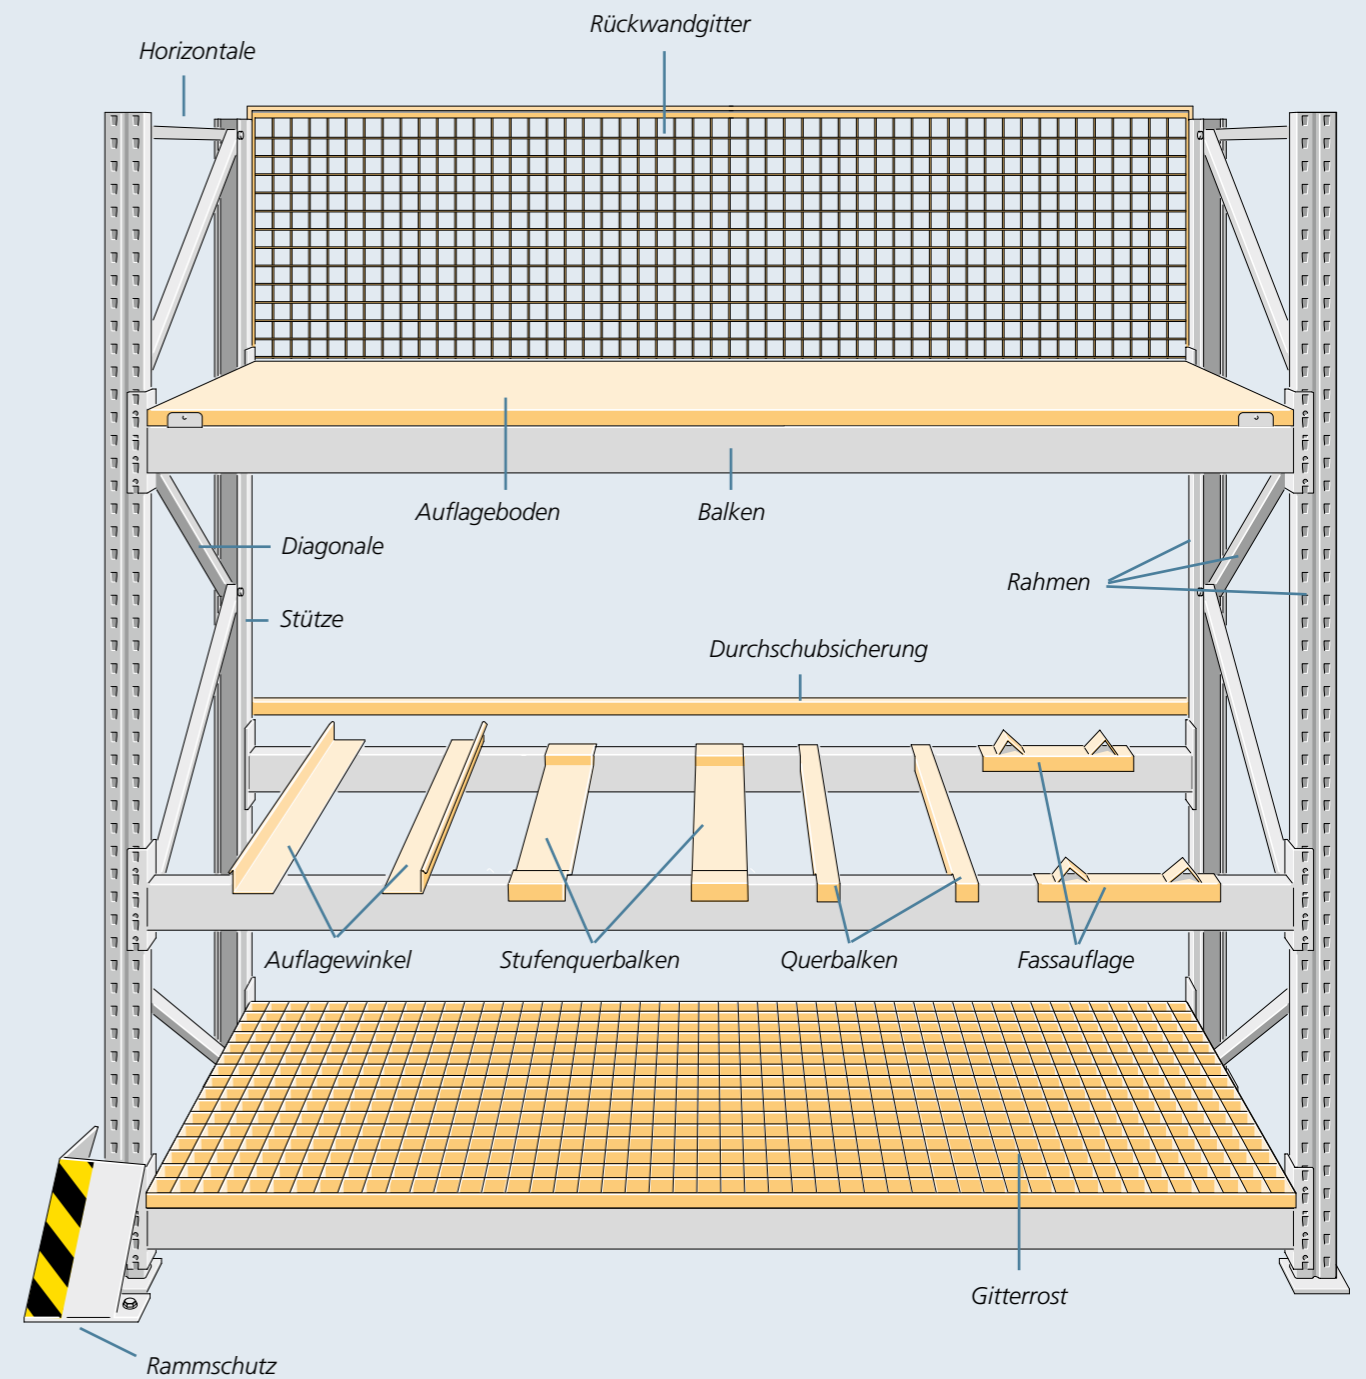 Rückwandgitter
Horizontale
Auflageboden
Balken
Diagonale
Rahmen
Stütze
Durchschubsicherung
Auflagewinkel
Stufenquerbalken
Querbalken
Fassauflage
Gitterrost
Rammschutz